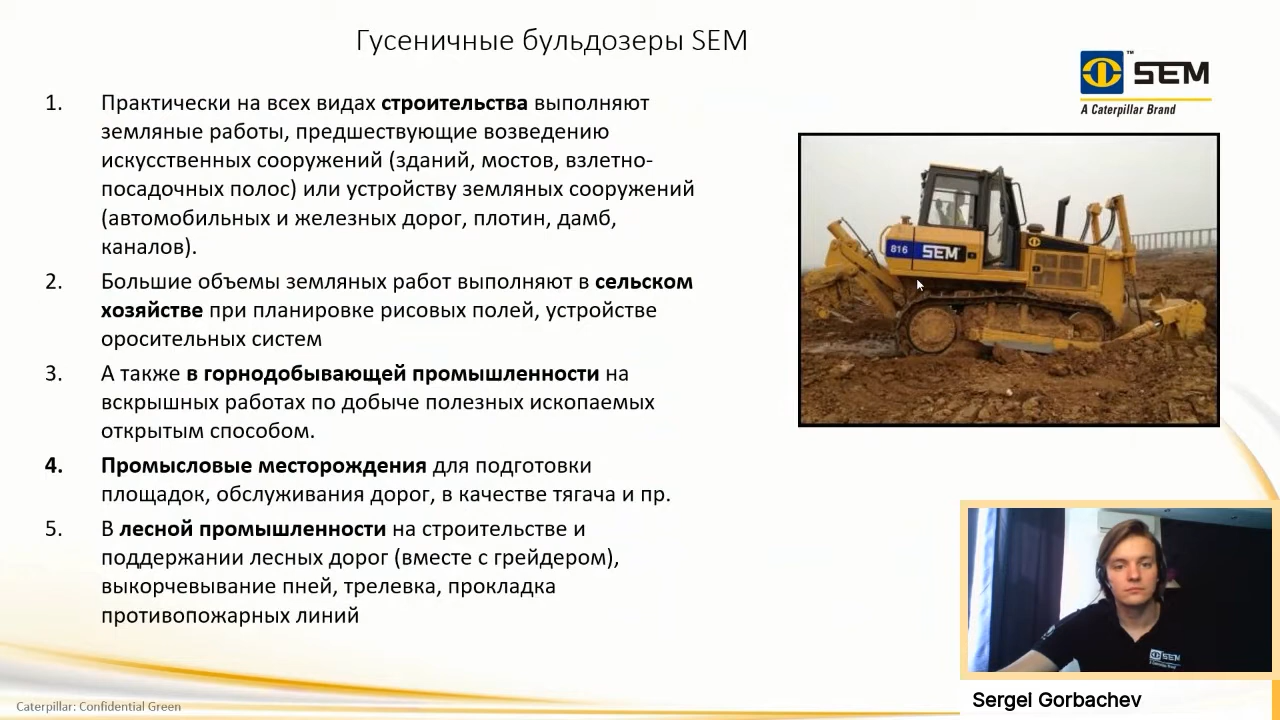 Гусеничные бульдозеры SEM
SEM™
A Caterpillar Brand
1. Практически на всех видах строительства выполняют
земляные работы, предшествующие возведению
искусственных сооружений (зданий, мостов, взлетно-
посадочных полос) или устройству земляных сооружений
(автомобильных и железных дорог, плотин, дамб,
каналов).
2. Большие объемы земляных работ выполняют в сельском
хозяйстве при планировке рисовых полей, устройстве
оросительных систем
3. А также в горнодобывающей промышленности на
вскрышных работах по добыче полезных ископаемых
открытым способом.
4. Промысловые месторождения для подготовки
площадок, обслуживания дорог, в качестве тягача и пр.
5. В лесной промышленности на строительстве и
поддержании лесных дорог (вместе с грейдером),
выкорчевывание пней, трелевка, прокладка
противопожарных линий
816 SEM
SEM
A Caterpillar Brand
Sergei Gorbachev
Caterpillar: Confidential Green